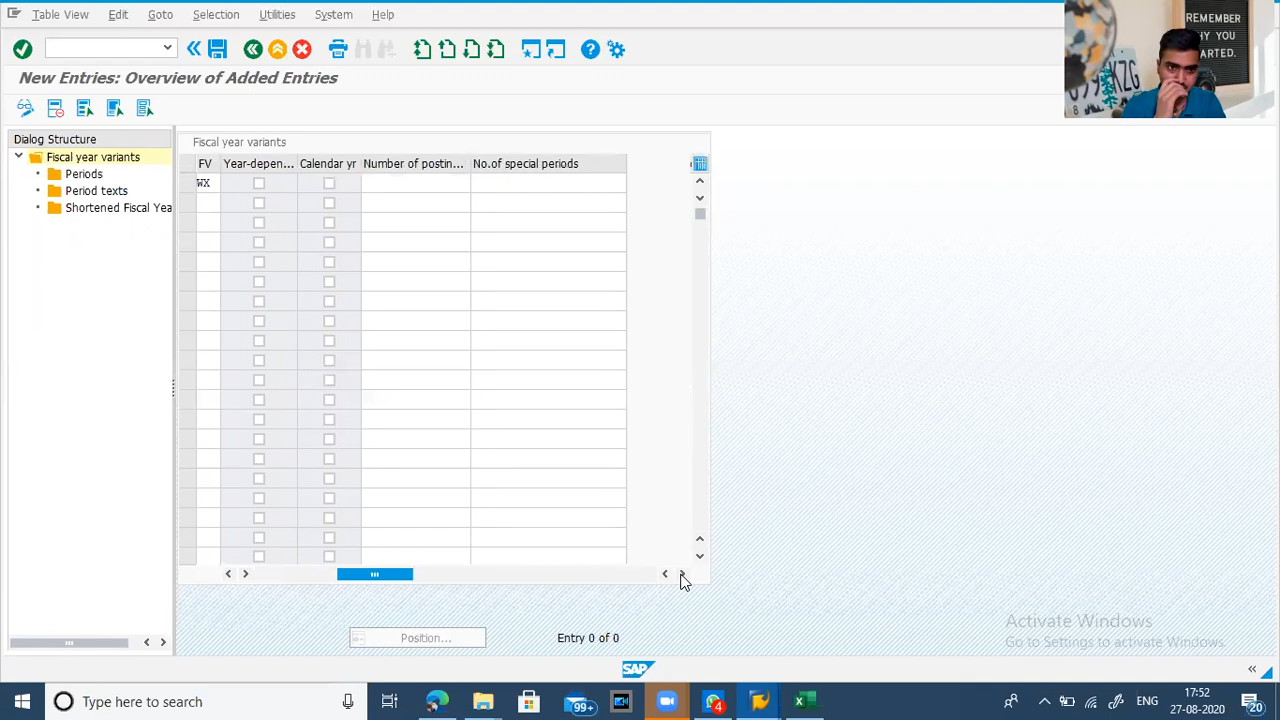 Table View Edit Goto Selection Utilities System Help
New Entries: Overview of Added Entries
REMEMBER
WHY YOU
STARTED.
Dialog Structure
Fiscal year variants
Periods
Period texts
Shortened Fiscal Yea
Fiscal year variants
FV Year-depen... Calendar yr Number of postin... No.of special periods
WX
Position... Entry 0 of 0
Activate Windows
Go to Settings to activate Windows.
SAP
Type here to search
99+
4
ENG
17:52
27-08-2020
20